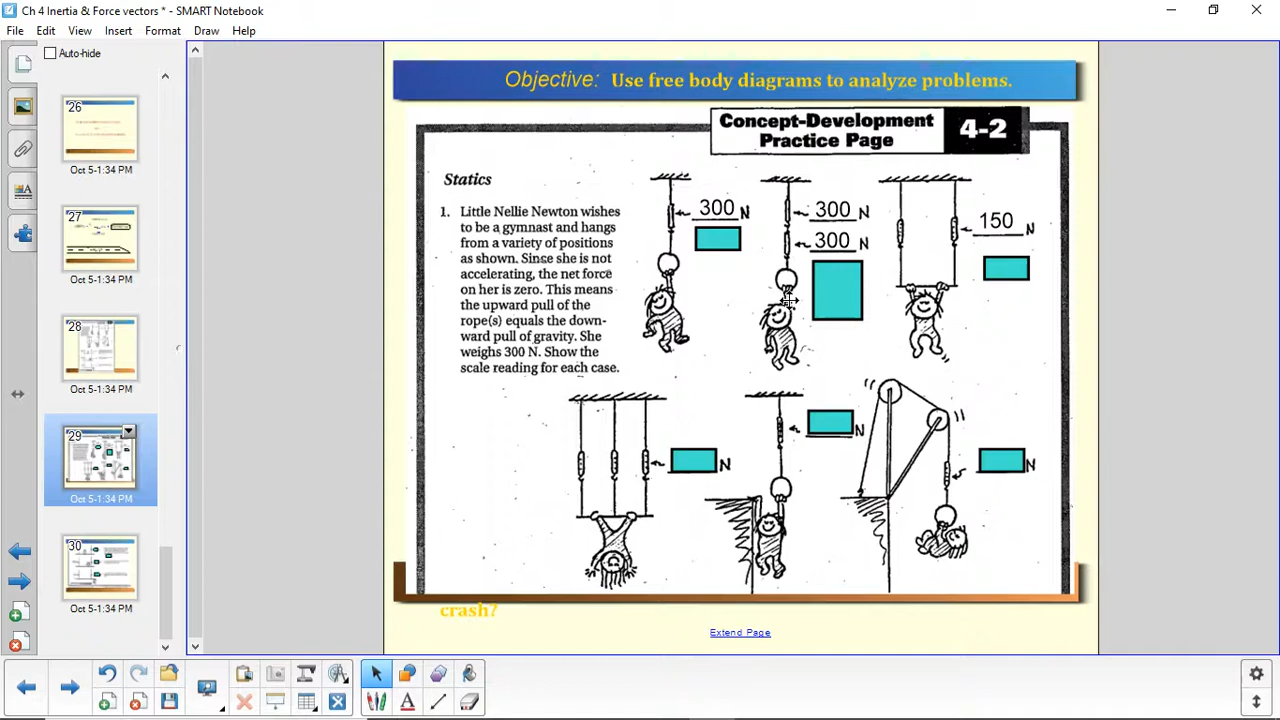 Ch 4 Inertia & Force vectors * - SMART Notebook
File Edit View Insert Format Draw Help
Auto-hide
26
Oct 5-1:34 PM
27
Oct 5-1:34 PM
28
Oct 5-1:34 PM
29
Oct 5-1:34 PM
30
Oct 5-1:34 PM
Objective: Use free body diagrams to analyze problems.
Concept-Development
Practice Page
4-2
Statics
1. Little Nellie Newton wishes
to be a gymnast and hangs
from a variety of positions
as shown. Since she is not
accelerating, the net force
on her is zero. This means
the upward pull of the
rope(s) equals the down-
ward pull of gravity. She
weighs 300 N. Show the
scale reading for each case.
300 N
300 N
300 N
150 N
N
N
N
crash?
Extend Page